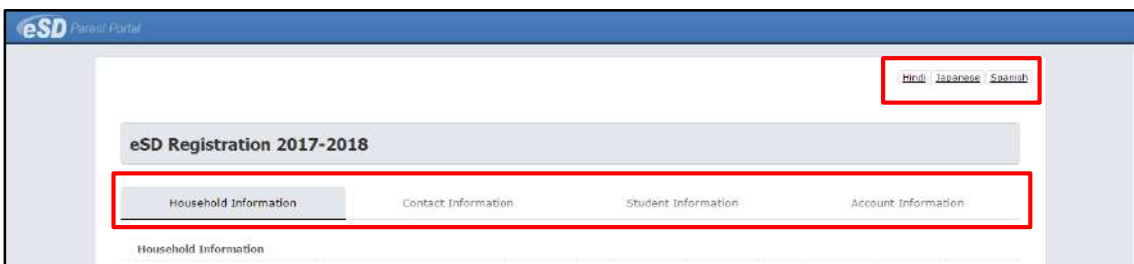 eSD Parent Portal
Hindi Japanese Spanish
eSD Registration 2017-2018
Household Information Contact Information Student Information Account Information
Household Information